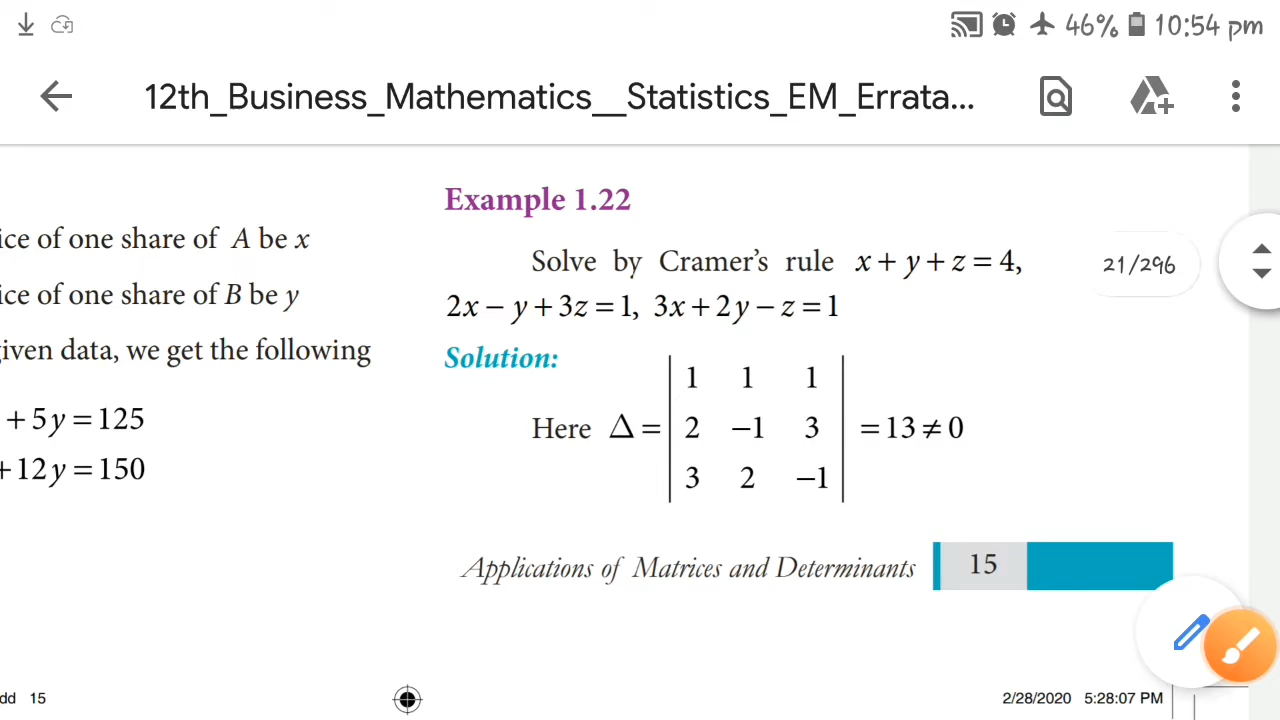 46% 10:54 pm
12th_Business_Mathematics__Statistics_EM_Errata...
ice of one share of A be x
ice of one share of B be y
given data, we get the following
+ 5y = 125
+12y = 150
Example 1.22
Solve by Cramer's rule x + y + z = 4,
2x − y + 3z = 1, 3x + 2y − z = 1
Solution:
1 1 1
Here Δ = 2 −1 3 = 13 ≠ 0
3 2 −1
21/296
Applications of Matrices and Determinants 15
dd 15
2/28/2020 5:28:07 PM